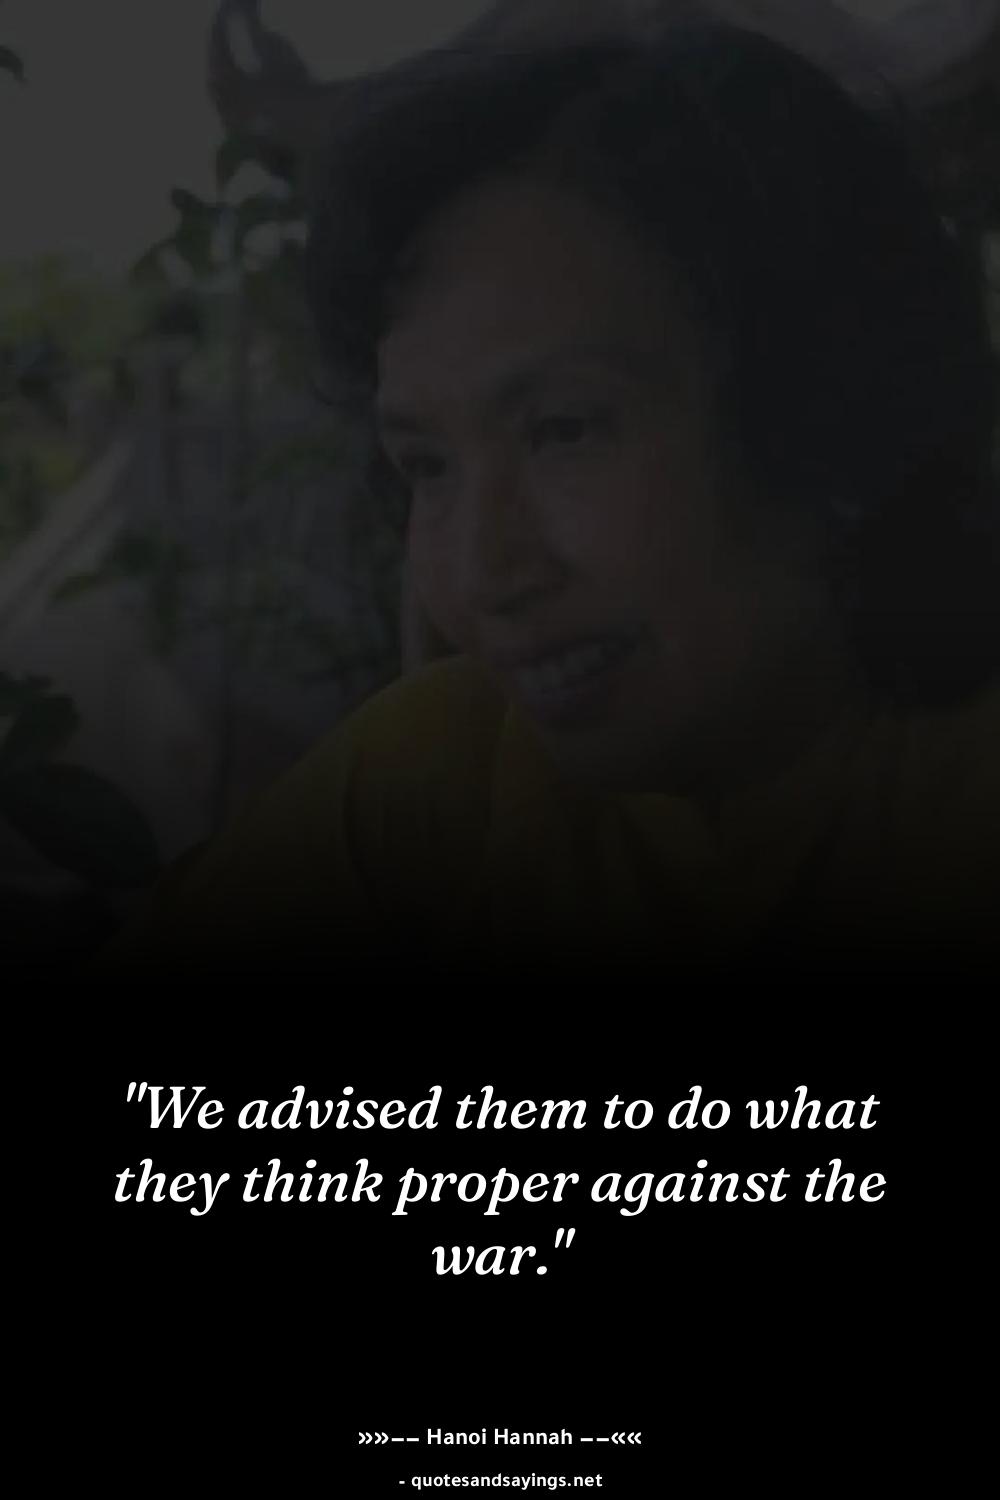 "We advised them to do what
they think proper against the
war."
»»−− Hanoi Hannah −−««
- quotesandsayings.net